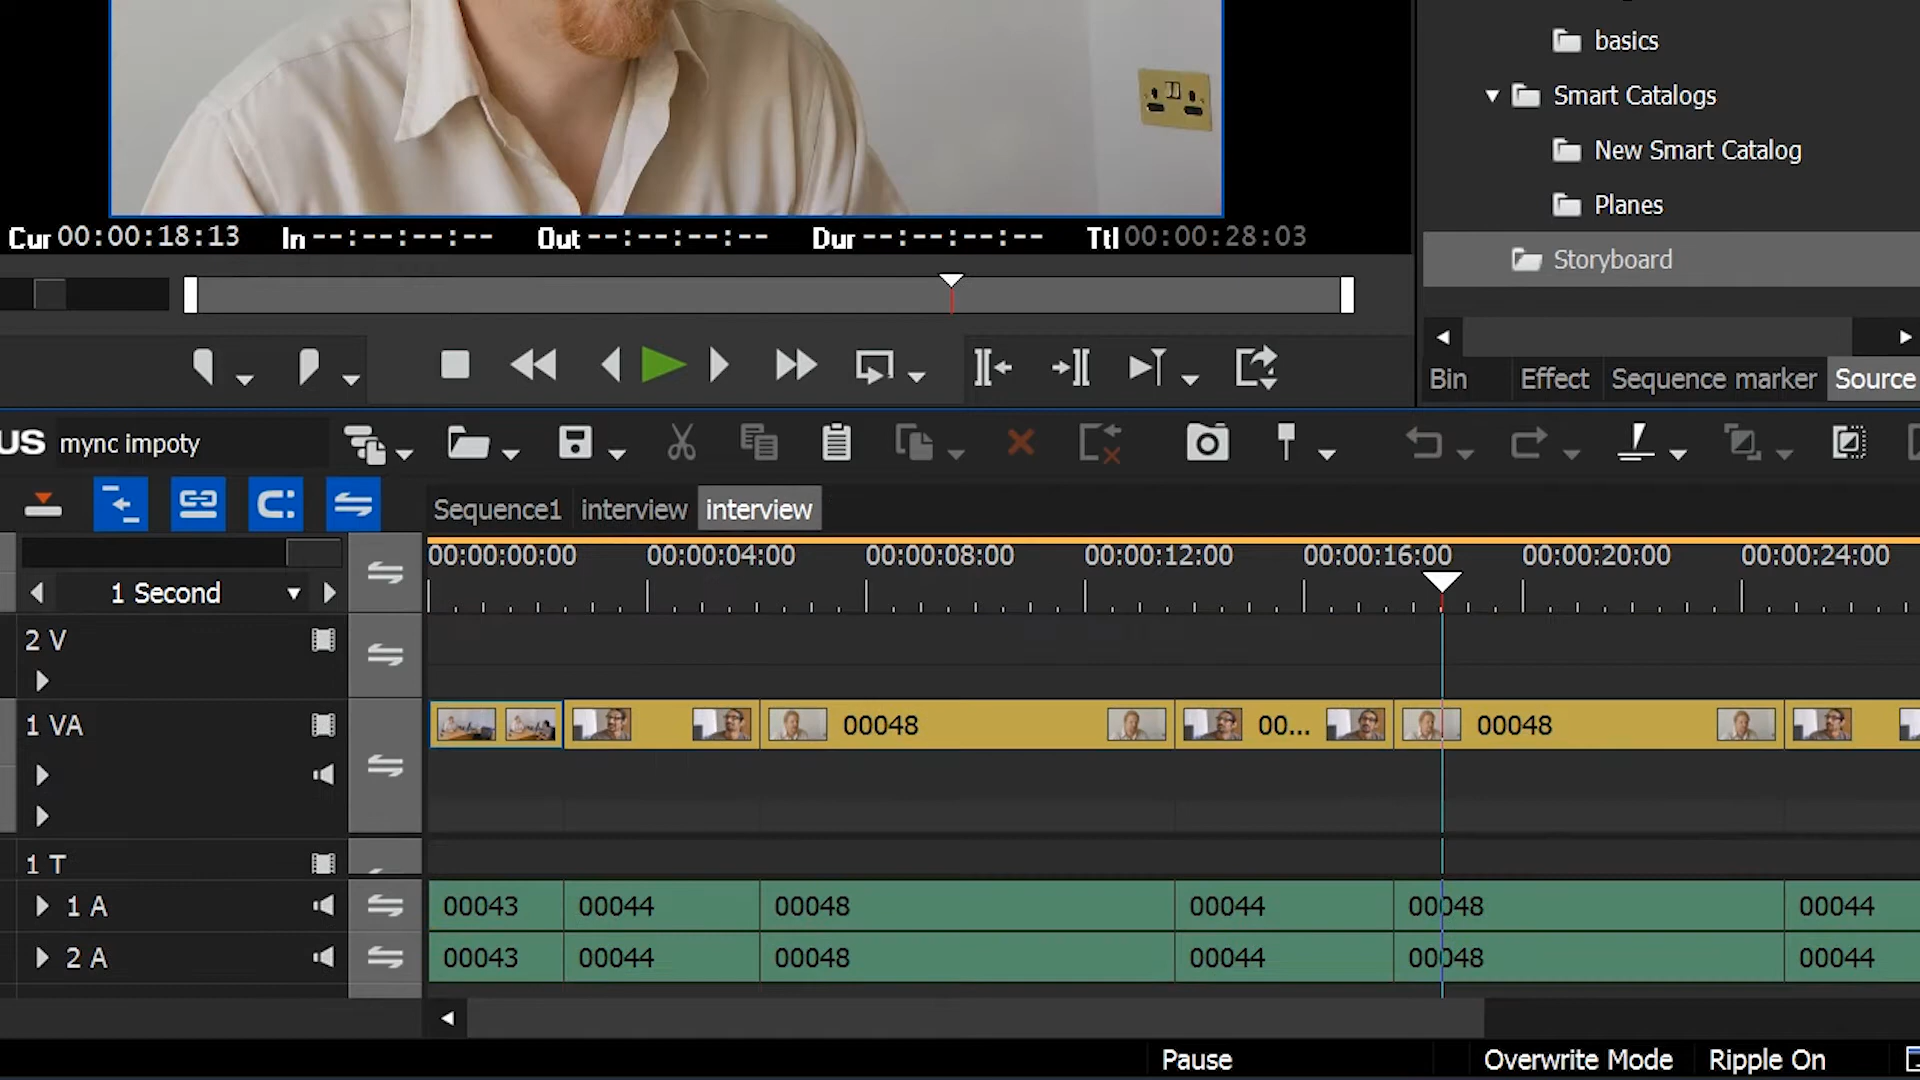 basics
Smart Catalogs
New Smart Catalog
Planes
Storyboard
Cur 00:00:18:13 In --:--:--:-- Out --:--:--:-- Dur --:--:--:-- Ttl 00:00:28:03
Bin Effect Sequence marker Source
US mync impoty
Sequence1 interview interview
00:00:00:00 00:00:04:00 00:00:08:00 00:00:12:00 00:00:16:00 00:00:20:00 00:00:24:00
1 Second
2 V
1 VA 00048 00... 00048
1 T
1 A 00043 00044 00048 00044 00048 00044
2 A 00043 00044 00048 00044 00048 00044
Pause Overwrite Mode Ripple On